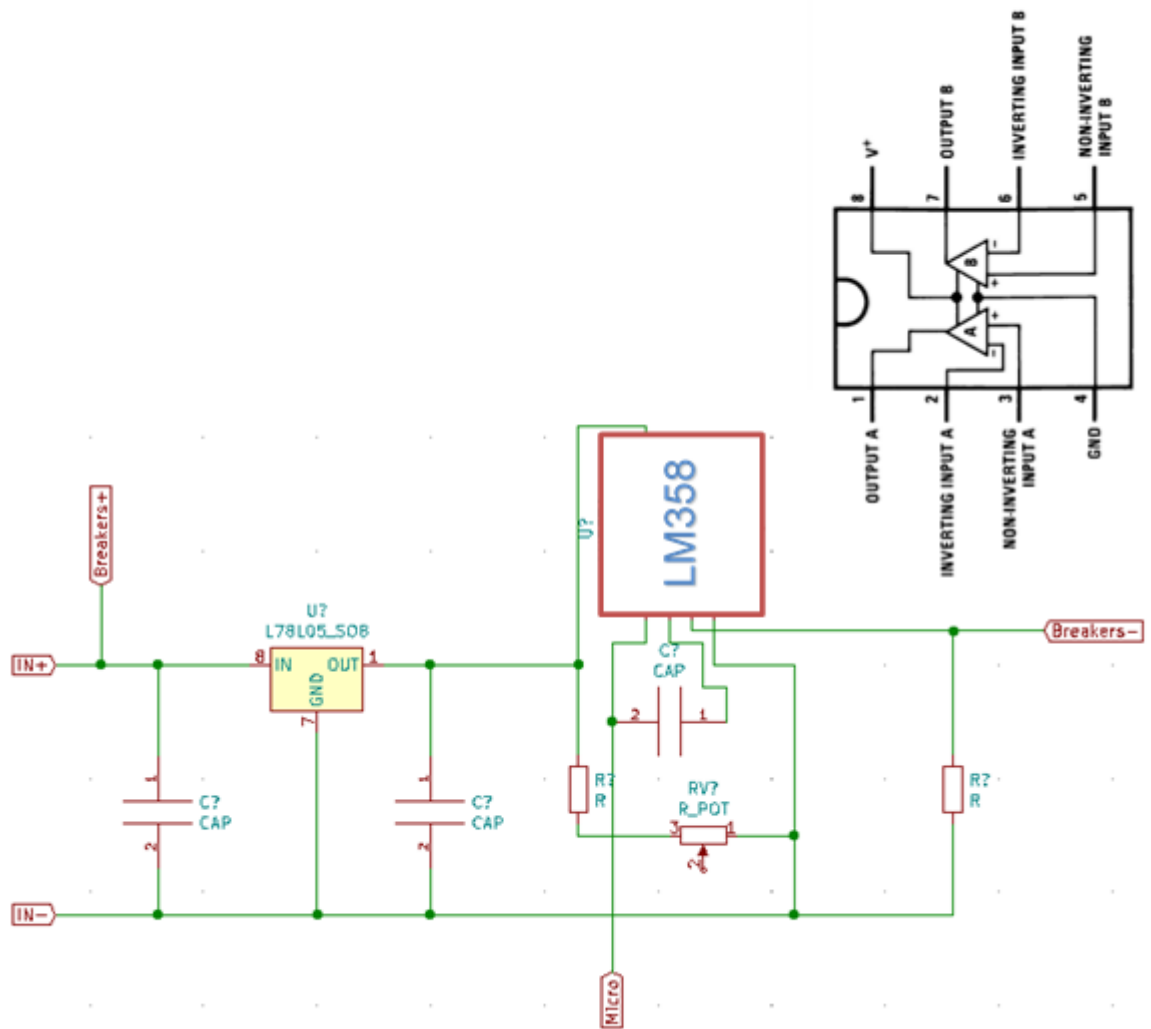 V+
OUTPUT B
INVERTING INPUT B
NON-INVERTING
INPUT B
8
7
6
5
B
-
+
A
+
-
1
2
3
4
OUTPUT A
INVERTING INPUT A
NON-INVERTING
INPUT A
GND
Breakers+
U?
L78L05_SO8
IN+
8
IN
OUT
1
GND
7
U?
LM358
Breakers-
C?
CAP
2
1
1
C?
CAP
2
1
C?
CAP
2
R?
R
RV?
R_POT
3
1
2
R?
R
IN-
Micro